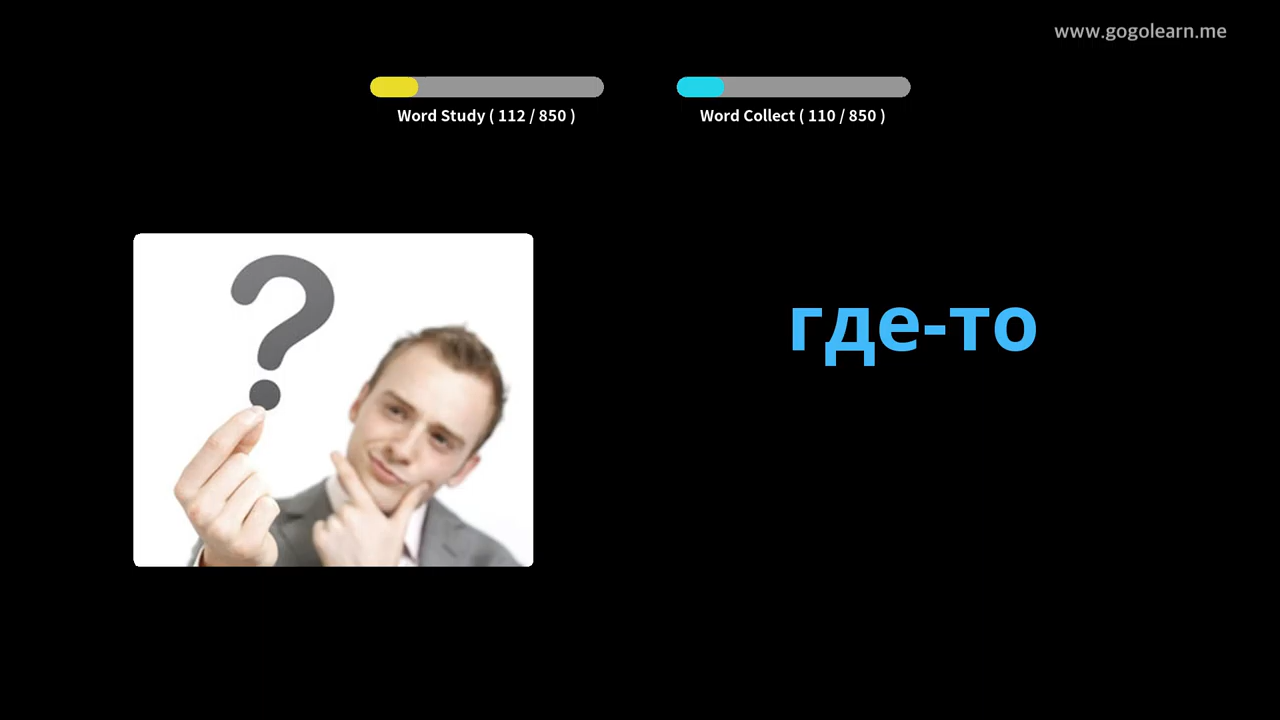 www.gogolearn.me
Word Study ( 112 / 850 )
Word Collect ( 110 / 850 )
?
где-то